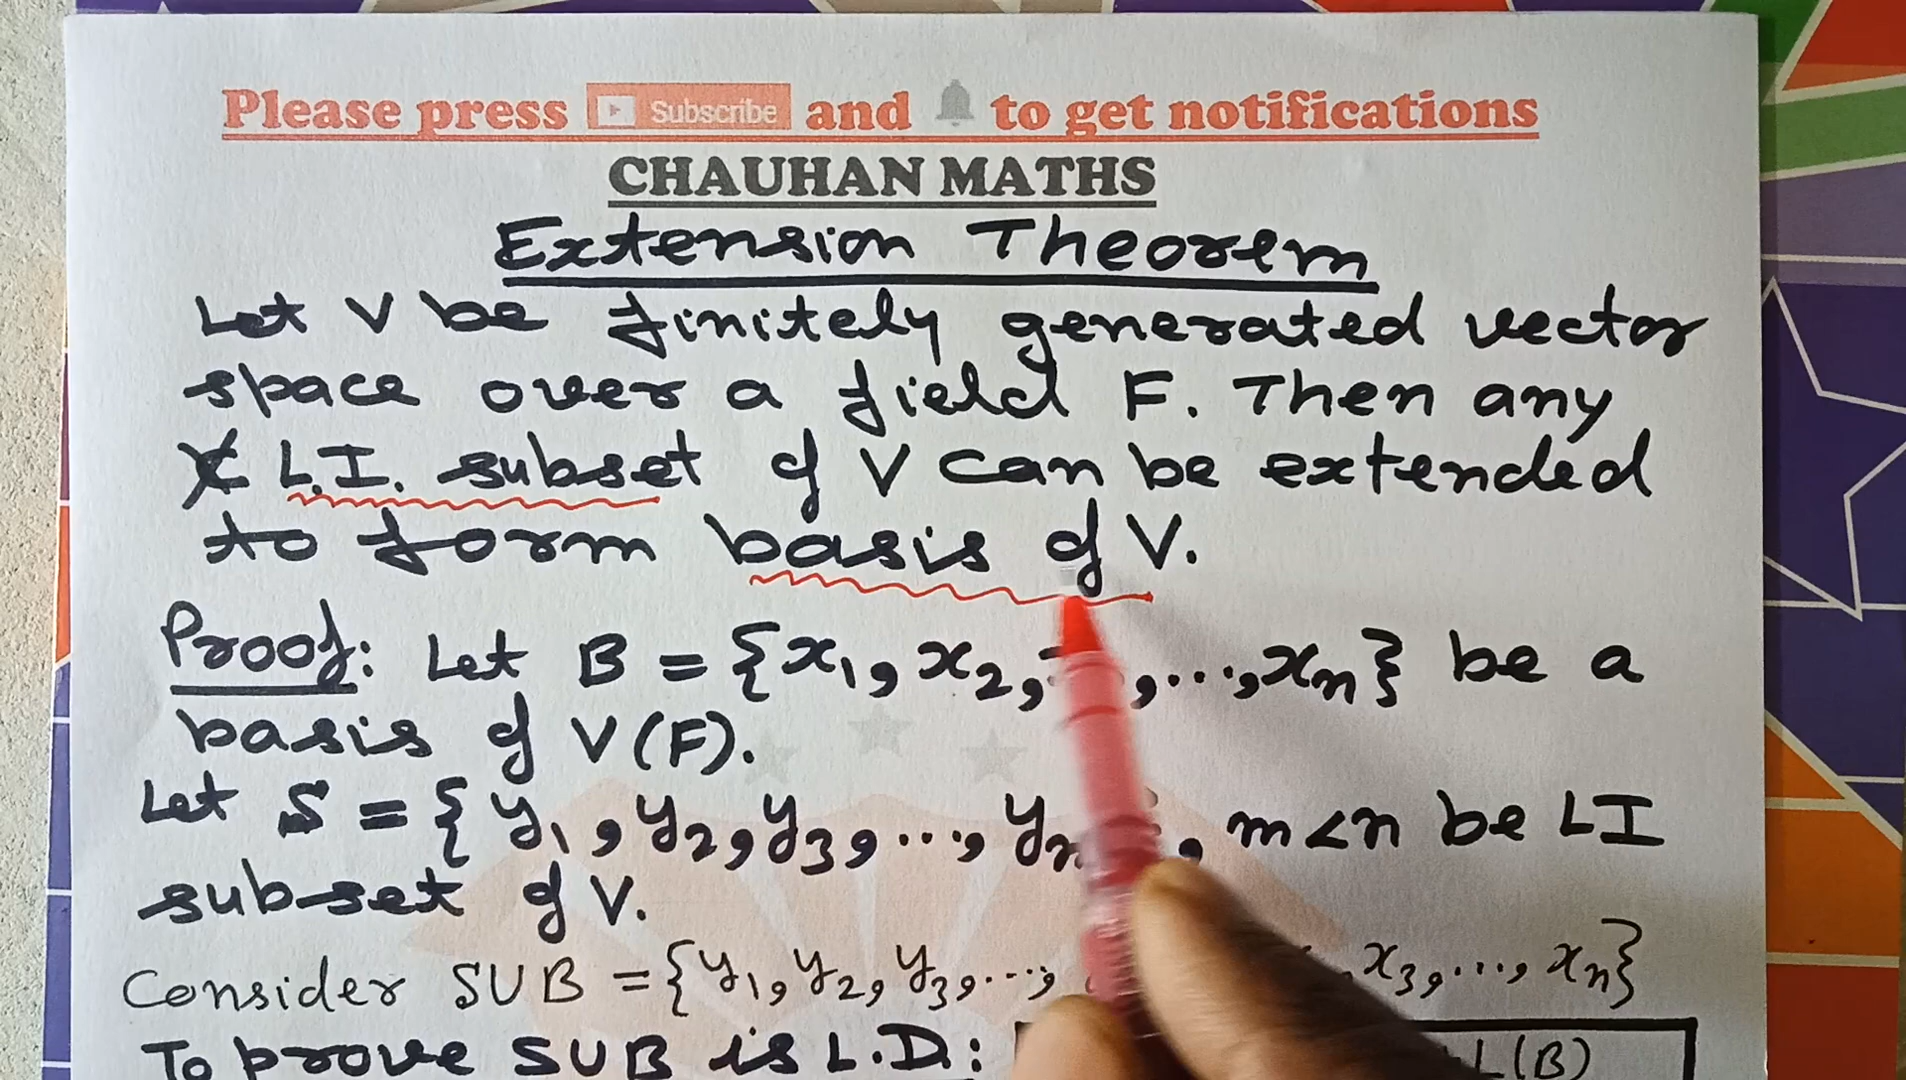 Please press Subscribe and to get notifications
CHAUHAN MATHS
Extension Theorem
Let V be finitely generated vector
space over a field F. Then any
L.I. subset of V can be extended
to form basis of V.
Proof: Let B = {x₁, x₂, , ..., xₙ} be a
basis of V(F).
Let S = {y₁, y₂, y₃, ..., y , m<n be LI
subset of V.
Consider SUB = {y₁, y₂, y₃, ..., , x₃, ..., xₙ}
To prove SUB is L.D: L(B)